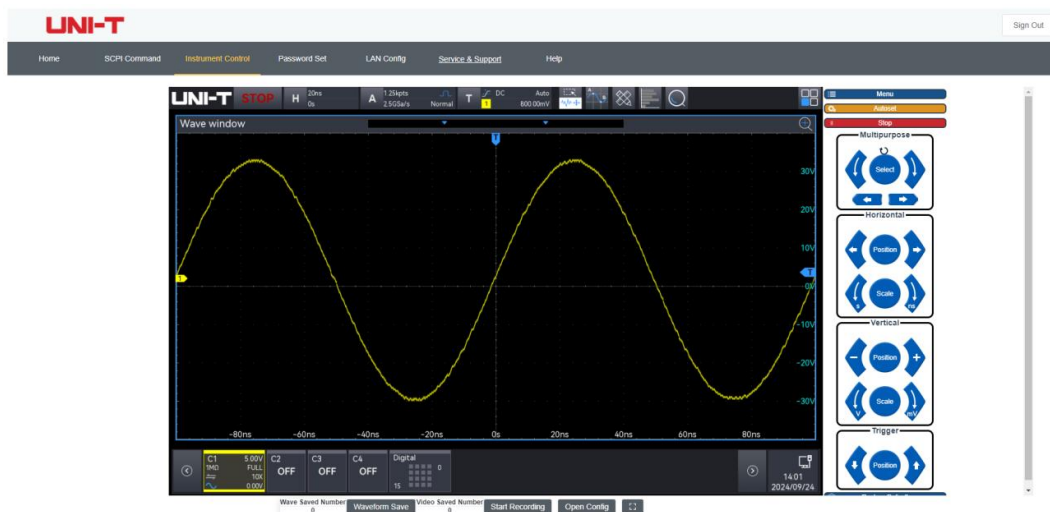 UNI-T
Sign Out
Home SCPI Command Instrument Control Password Set LAN Config Service & Support Help
UNI-T STOP H 20ns 0s A 1.25kpts 2.5GSa/s Normal T DC 1 Auto 800.00mV
Menu
Autoset
Stop
Wave window
T
Multipurpose
Select
30V
20V
10V
0V
-10V
-20V
-30V
1
T
Horizontal
Position
Scale
s ns
Vertical
Position
Scale
V mV
Trigger
Position
-80ns -60ns -40ns -20ns 0s 20ns 40ns 60ns 80ns
C1 5.00V
1MΩ FULL
10X
0.00V
C2 OFF
C3 OFF
C4 OFF
Digital
0
15
14:01
2024/09/24
Wave Saved Number
0
Waveform Save
Video Saved Number
0
Start Recording
Open Config